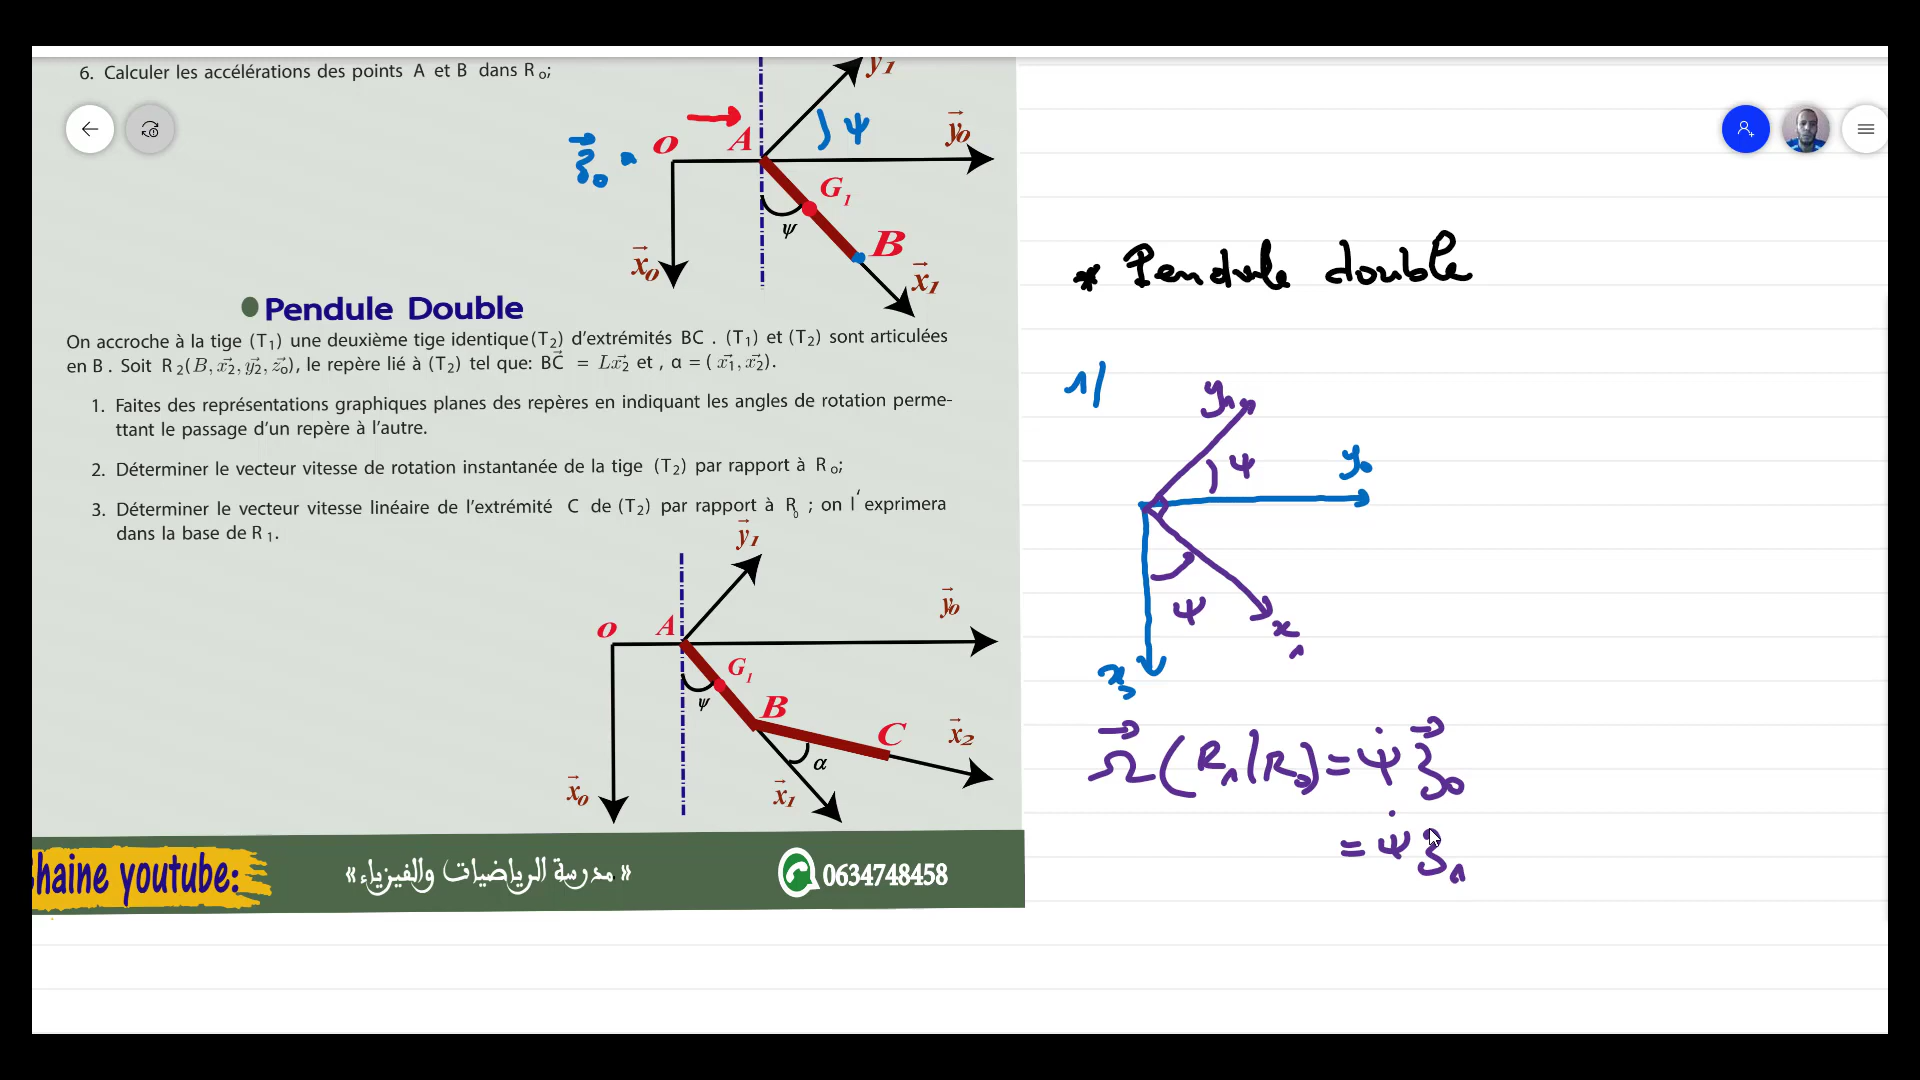 6. Calculer les accélérations des points A et B dans R₀;
y₁
ψ
y₀
O A
z₀
G₁
ψ
B
x₀
x₁
Pendule Double
On accroche à la tige (T₁) une deuxième tige identique(T₂) d'extrémités BC . (T₁) et (T₂) sont articulées
en B . Soit R₂(B, x₂, y₂, z₀), le repère lié à (T₂) tel que: BC = Lx₂ et , α = ( x₁, x₂).
1. Faites des représentations graphiques planes des repères en indiquant les angles de rotation perme-
ttant le passage d'un repère à l'autre.
2. Déterminer le vecteur vitesse de rotation instantanée de la tige (T₂) par rapport à R₀;
3. Déterminer le vecteur vitesse linéaire de l'extrémité C de (T₂) par rapport à R₀ ; on l'exprimera
dans la base de R₁.
y₁
y₀
O A
G₁
ψ
B
C
x₂
α
x₀
x₁
Chaine youtube:
« مدرسة الرياضيات والفيزياء »
0634748458
* Pendule double
1/
y₁
ψ
y₀
ψ
x₁
x₀
Ω⃗ (R₁/R₀) = ψ̇ z⃗₀
= ψ̇ z₁